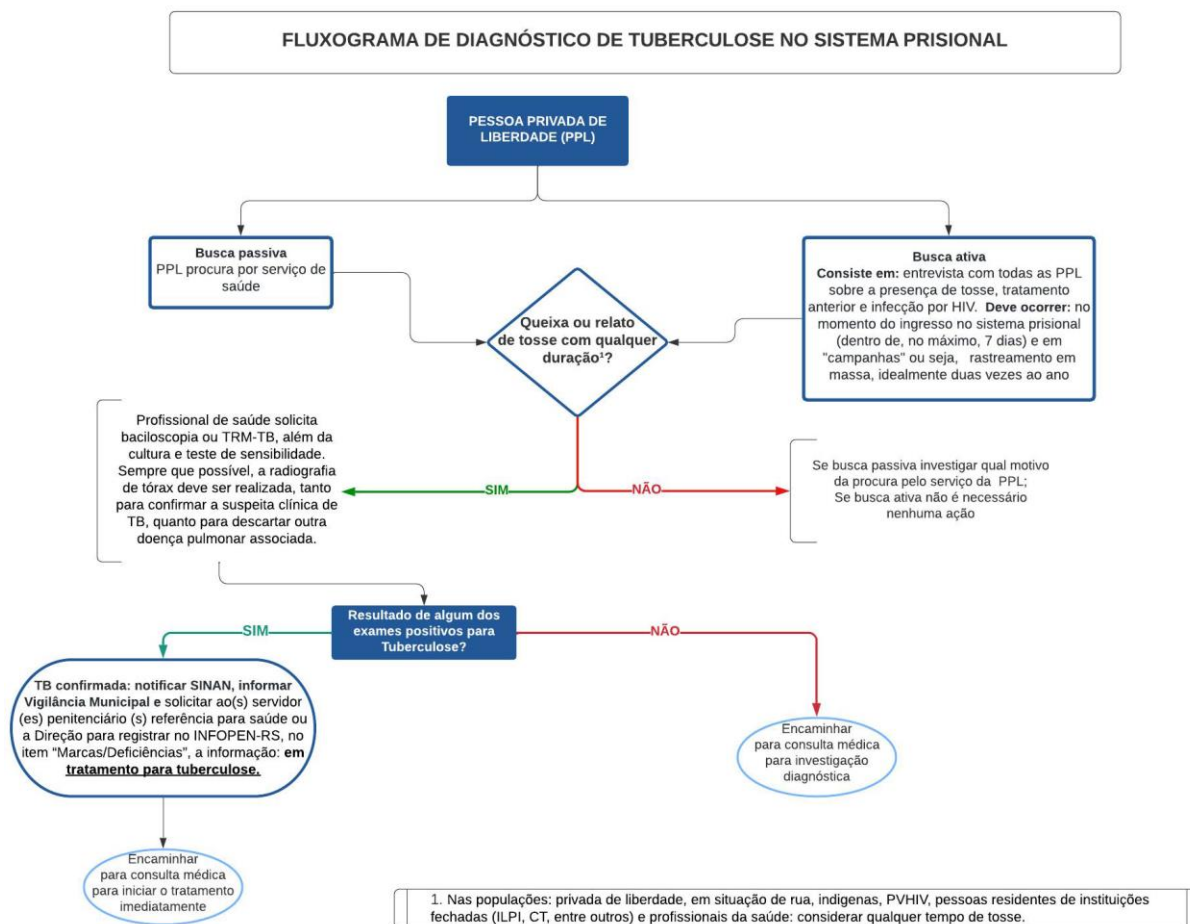 FLUXOGRAMA DE DIAGNÓSTICO DE TUBERCULOSE NO SISTEMA PRISIONAL
PESSOA PRIVADA DE
LIBERDADE (PPL)
Busca passiva
PPL procura por serviço de
saúde
Queixa ou relato
de tosse com qualquer
duração¹?
Busca ativa
Consiste em: entrevista com todas as PPL
sobre a presença de tosse, tratamento
anterior e infecção por HIV. Deve ocorrer: no
momento do ingresso no sistema prisional
(dentro de, no máximo, 7 dias) e em
"campanhas" ou seja, rastreamento em
massa, idealmente duas vezes ao ano
Profissional de saúde solicita
baciloscopia ou TRM-TB, além da
cultura e teste de sensibilidade.
Sempre que possível, a radiografia
de tórax deve ser realizada, tanto
para confirmar a suspeita clínica de
TB, quanto para descartar outra
doença pulmonar associada.
SIM
NÃO
Se busca passiva investigar qual motivo
da procura pelo serviço da PPL;
Se busca ativa não é necessário
nenhuma ação
Resultado de algum dos
exames positivos para
Tuberculose?
SIM
NÃO
TB confirmada: notificar SINAN, informar
Vigilância Municipal e solicitar ao(s) servidor
(es) penitenciário (s) referência para saúde ou
a Direção para registrar no INFOPEN-RS, no
item "Marcas/Deficiências", a informação: em
tratamento para tuberculose.
Encaminhar
para consulta médica
para investigação
diagnóstica
Encaminhar
para consulta médica
para iniciar o tratamento
imediatamente
1. Nas populações: privada de liberdade, em situação de rua, indigenas, PVHIV, pessoas residentes de instituições
fechadas (ILPI, CT, entre outros) e profissionais da saúde: considerar qualquer tempo de tosse.